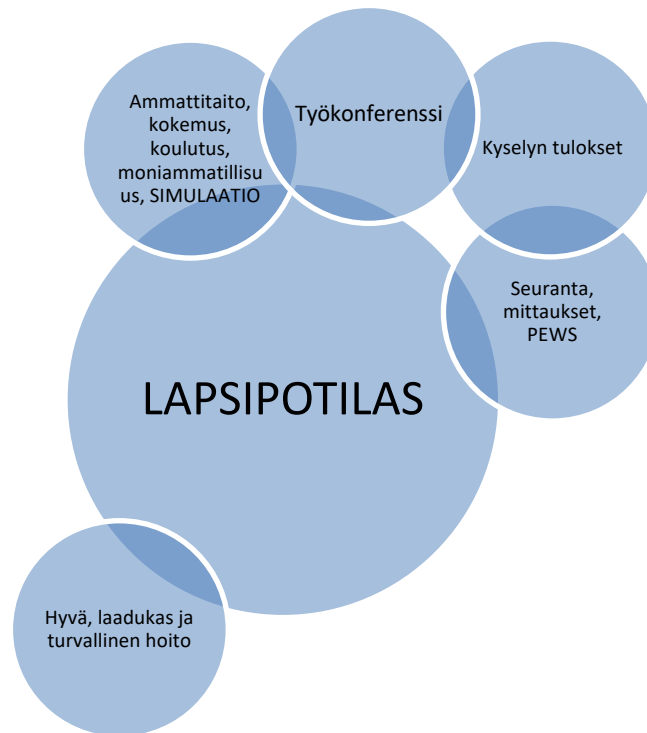 Ammattitaito,
kokemus,
koulutus,
moniammatillisu
us, SIMULAATIO
Työkonferenssi
Kyselyn tulokset
Seuranta,
mittaukset,
PEWS
LAPSIPOTILAS
Hyvä, laadukas ja
turvallinen hoito